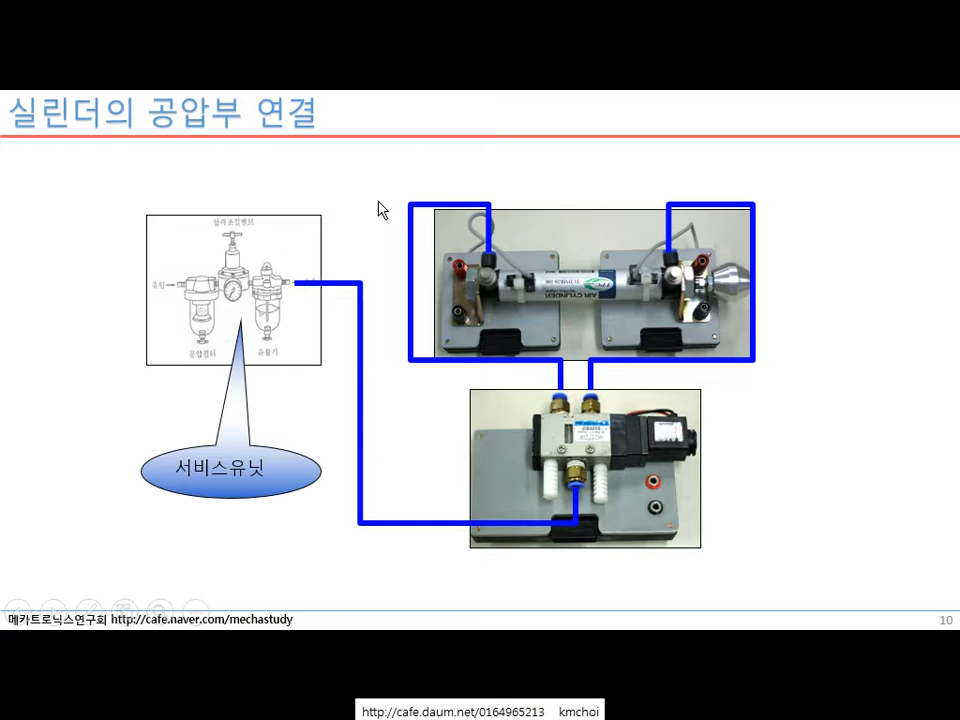 실린더의 공압부 연결
압력조절밸브
유입
공압필터
윤활기
서비스유닛
AIR CYLINDER
메카트로닉스연구회 http://cafe.naver.com/mechastudy
10
http://cafe.daum.net/0164965213 kmchoi